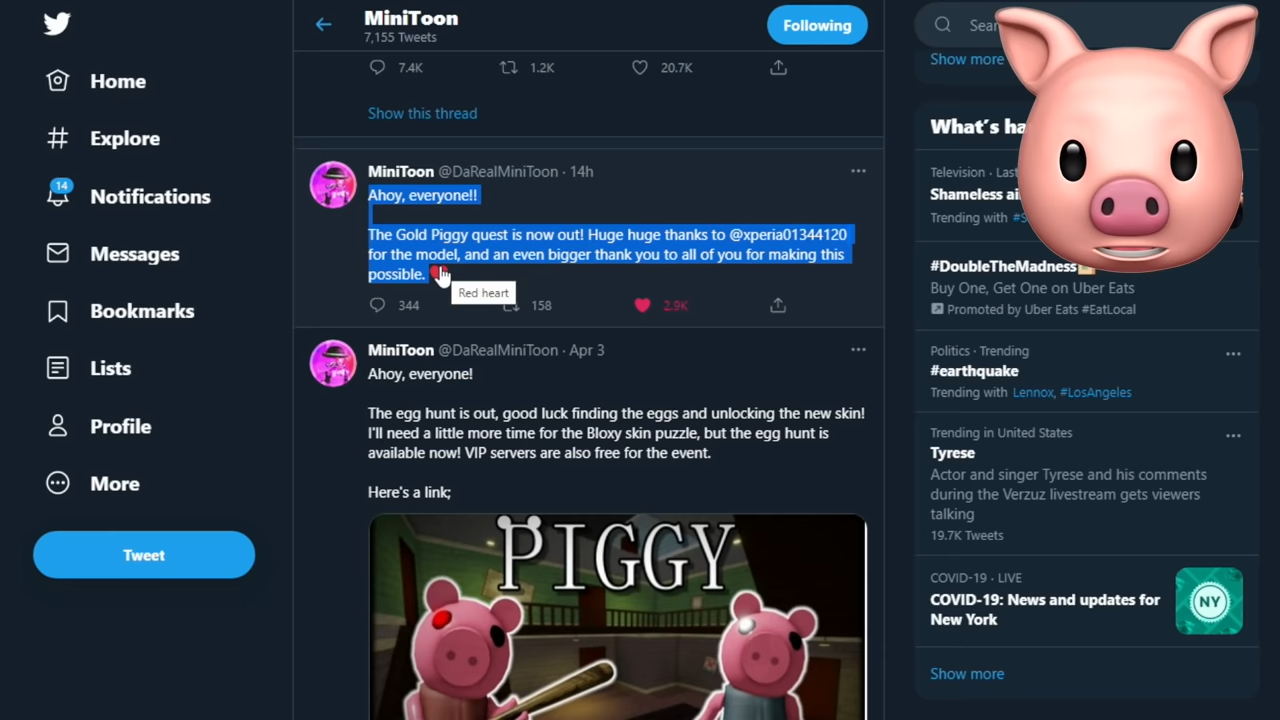 MiniToon
7,155 Tweets
Following
Home
Explore
14
Notifications
Messages
Bookmarks
Lists
Profile
More
Tweet
7.4K 1.2K 20.7K
Show this thread
MiniToon @DaRealMiniToon · 14h
Ahoy, everyone!!
The Gold Piggy quest is now out! Huge huge thanks to @xperia01344120
for the model, and an even bigger thank you to all of you for making this
possible. ❤️
Red heart
344 158 2.9K
MiniToon @DaRealMiniToon · Apr 3
Ahoy, everyone!
The egg hunt is out, good luck finding the eggs and unlocking the new skin!
I'll need a little more time for the Bloxy skin puzzle, but the egg hunt is
available now! VIP servers are also free for the event.
Here's a link;
PIGGY
Show more
What's
Television
Shameless
Trending with
#DoubleTheMadness
Buy One, Get One on Uber Eats
Promoted by Uber Eats #EatLocal
Politics · Trending
#earthquake
Trending with Lennox, #LosAngeles
Trending in United States
Tyrese
Actor and singer Tyrese and his comments
during the Verzuz livestream gets viewers
talking
19.7K Tweets
COVID-19 · LIVE
COVID-19: News and updates for
New York
NY
Show more